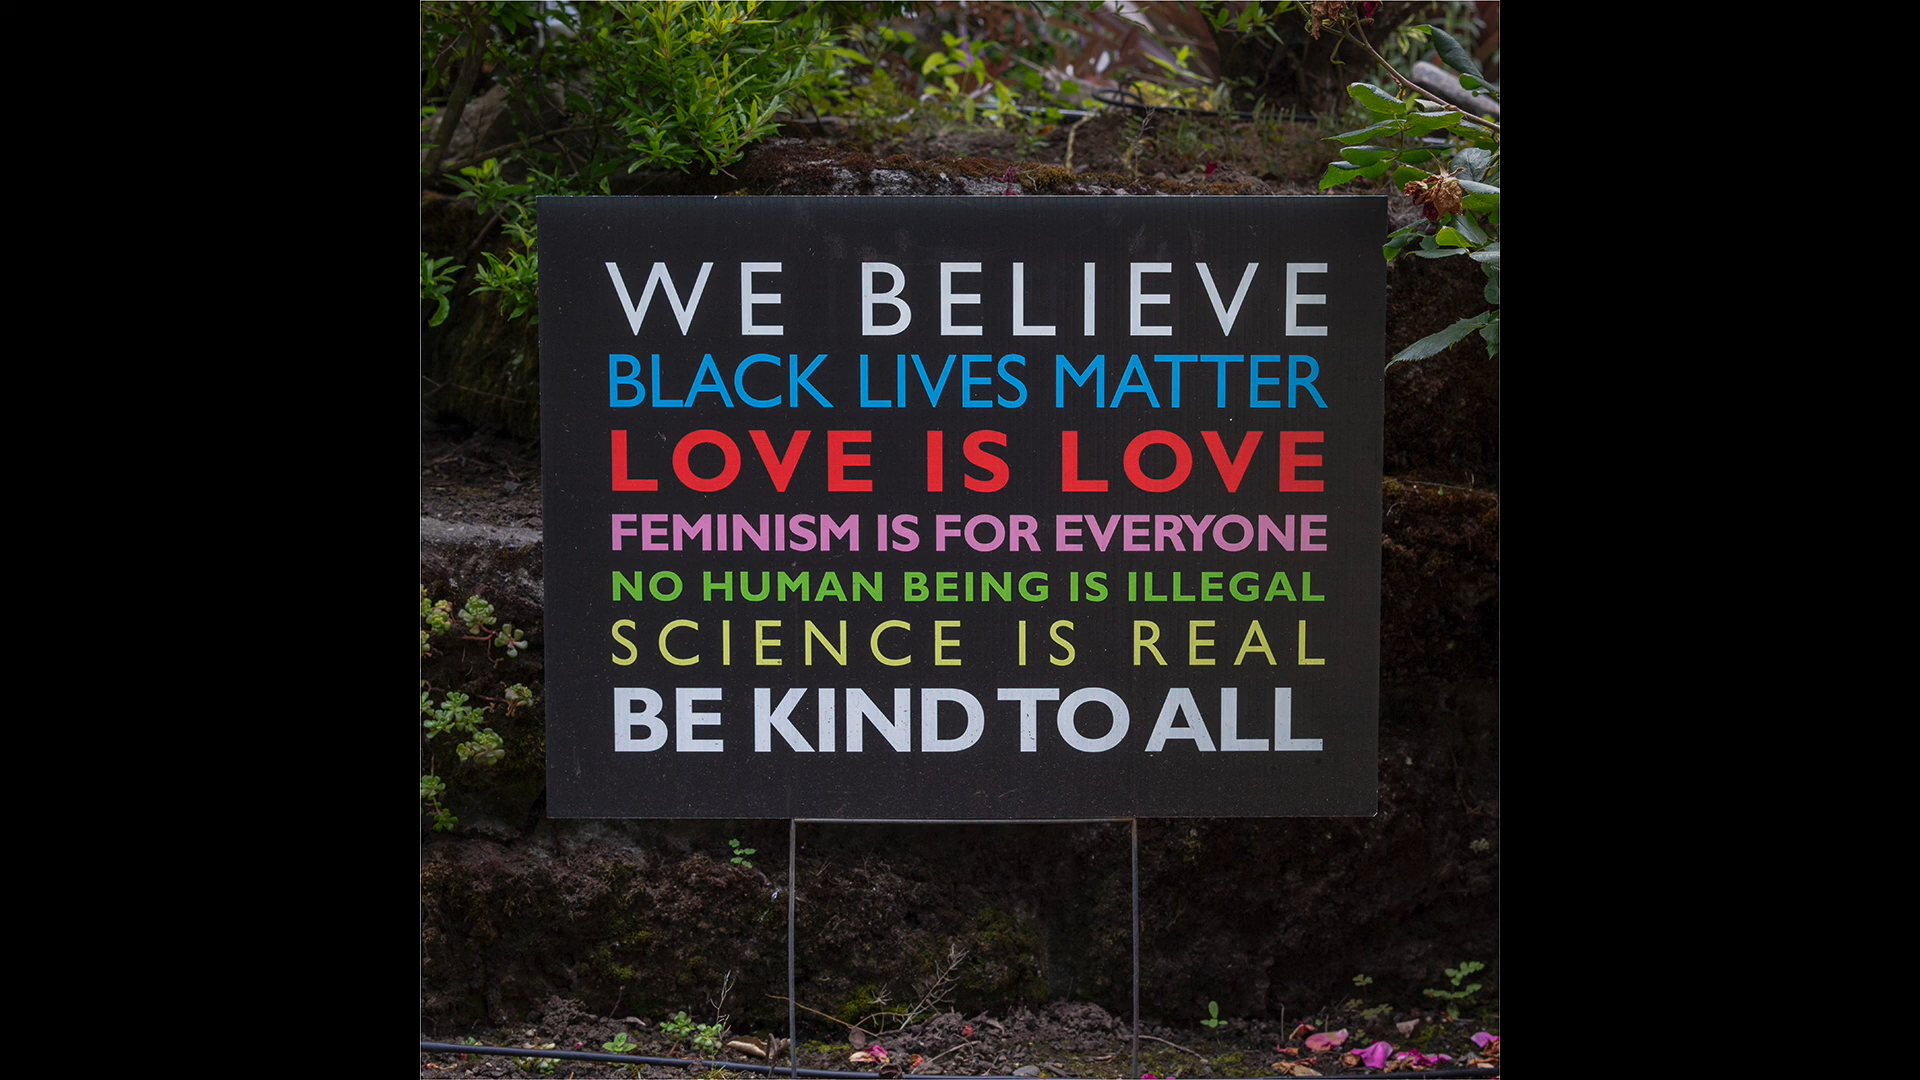 WE BELIEVE
BLACK LIVES MATTER
LOVE IS LOVE
FEMINISM IS FOR EVERYONE
NO HUMAN BEING IS ILLEGAL
SCIENCE IS REAL
BE KIND TO ALL